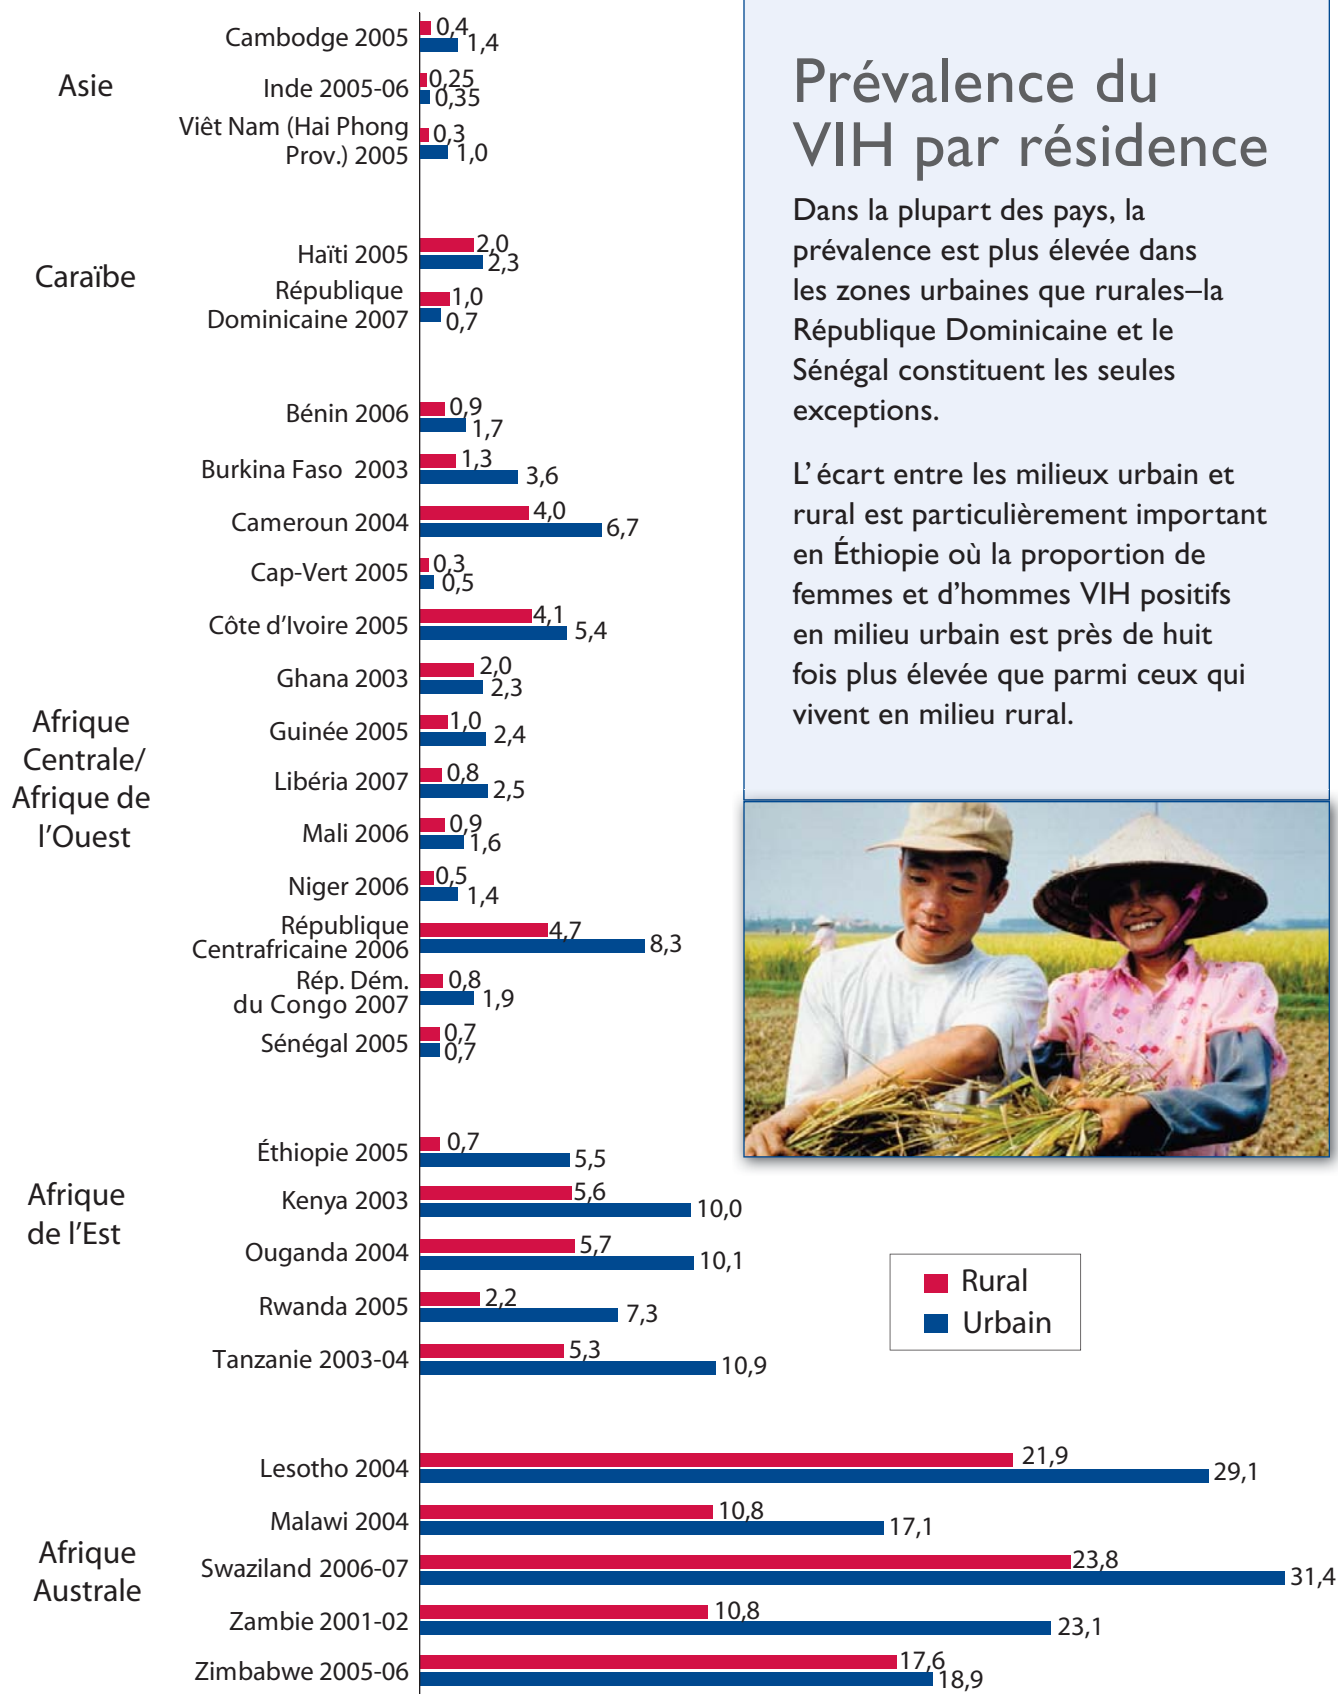 Prévalence du
VIH par résidence
Dans la plupart des pays, la
prévalence est plus élevée dans
les zones urbaines que rurales–la
République Dominicaine et le
Sénégal constituent les seules
exceptions.
L’ écart entre les milieux urbain et
rural est particulièrement important
en Éthiopie où la proportion de
femmes et d’hommes VIH positifs
en milieu urbain est près de huit
fois plus élevée que parmi ceux qui
vivent en milieu rural.
Asie
Cambodge 2005
0,4
1,4
Inde 2005-06
0,25
0,35
Viêt Nam (Hai Phong
Prov.) 2005
0,3
1,0
Caraïbe
Haïti 2005
2,0
2,3
République
Dominicaine 2007
1,0
0,7
Afrique
Centrale/
Afrique de
l’Ouest
Bénin 2006
0,9
1,7
Burkina Faso 2003
1,3
3,6
Cameroun 2004
4,0
6,7
Cap-Vert 2005
0,3
0,5
Côte d’Ivoire 2005
4,1
5,4
Ghana 2003
2,0
2,3
Guinée 2005
1,0
2,4
Libéria 2007
0,8
2,5
Mali 2006
0,9
1,6
Niger 2006
0,5
1,4
République
Centrafricaine 2006
4,7
8,3
Rép. Dém.
du Congo 2007
0,8
1,9
Sénégal 2005
0,7
0,7
Afrique
de l’Est
Éthiopie 2005
0,7
5,5
Kenya 2003
5,6
10,0
Ouganda 2004
5,7
10,1
Rwanda 2005
2,2
7,3
Tanzanie 2003-04
5,3
10,9
Rural
Urbain
Afrique
Australe
Lesotho 2004
21,9
29,1
Malawi 2004
10,8
17,1
Swaziland 2006-07
23,8
31,4
Zambie 2001-02
10,8
23,1
Zimbabwe 2005-06
17,6
18,9